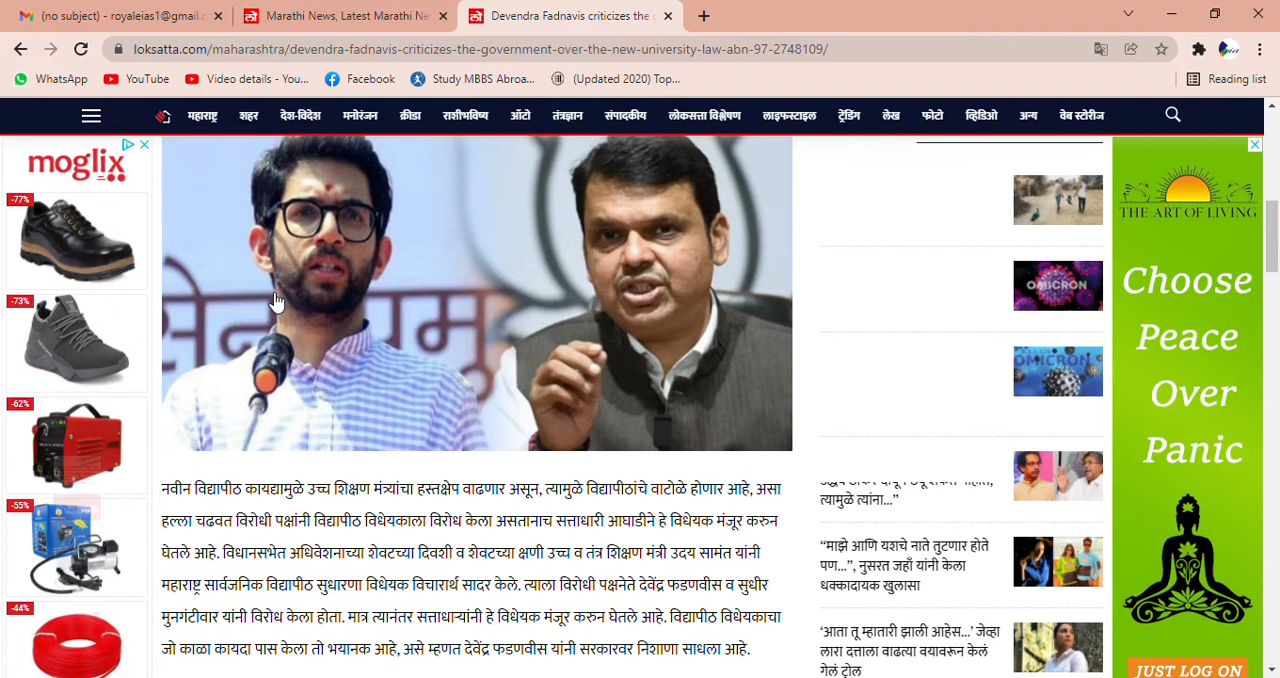 (no subject) - royaleias1@gmail.c
Marathi News, Latest Marathi Ne
Devendra Fadnavis criticizes the g
loksatta.com/maharashtra/devendra-fadnavis-criticizes-the-government-over-the-new-university-law-abn-97-2748109/
WhatsApp
YouTube
Video details - You...
Facebook
Study MBBS Abroa...
(Updated 2020) Top...
Reading list
महाराष्ट्र शहर देश-विदेश मनोरंजन क्रीडा राशीभविष्य ऑटो तंत्रज्ञान संपादकीय लोकसत्ता विश्लेषण लाइफस्टाइल ट्रेंडिंग लेख फोटो व्हिडिओ अन्य वेब स्टोरीज
moglix
-77%
-73%
-62%
-55%
-44%
OMICRON
OMICRON
नवीन विद्यापीठ कायद्यामुळे उच्च शिक्षण मंत्र्यांचा हस्तक्षेप वाढणार असून, त्यामुळे विद्यापीठांचे वाटोळे होणार आहे, असा
हल्ला चढवत विरोधी पक्षांनी विद्यापीठ विधेयकाला विरोध केला असतानाच सत्ताधारी आघाडीने हे विधेयक मंजूर करुन
घेतले आहे. विधानसभेत अधिवेशनाच्या शेवटच्या दिवशी व शेवटच्या क्षणी उच्च व तंत्र शिक्षण मंत्री उदय सामंत यांनी
महाराष्ट्र सार्वजनिक विद्यापीठ सुधारणा विधेयक विचारार्थ सादर केले. त्याला विरोधी पक्षनेते देवेंद्र फडणवीस व सुधीर
मुनगंटीवार यांनी विरोध केला होता. मात्र त्यानंतर सत्ताधाऱ्यांनी हे विधेयक मंजूर करुन घेतले आहे. विद्यापीठ विधेयकाचा
जो काळा कायदा पास केला तो भयानक आहे, असे म्हणत देवेंद्र फडणवीस यांनी सरकारवर निशाणा साधला आहे.
त्यामुळे त्यांना...”
“माझे आणि यशचे नाते तुटणार होते
पण...”, नुसरत जहाँ यांनी केला
धक्कादायक खुलासा
‘आता तू म्हातारी झाली आहेस...’ जेव्हा
लारा दत्ताला वाढत्या वयावरून केलं
गेलं ट्रोल
THE ART OF LIVING
Choose
Peace
Over
Panic
JUST LOG ON